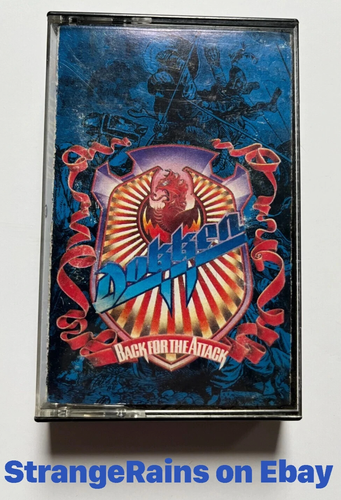 Dokken
BACK FOR THE ATTACK
StrangeRains on Ebay